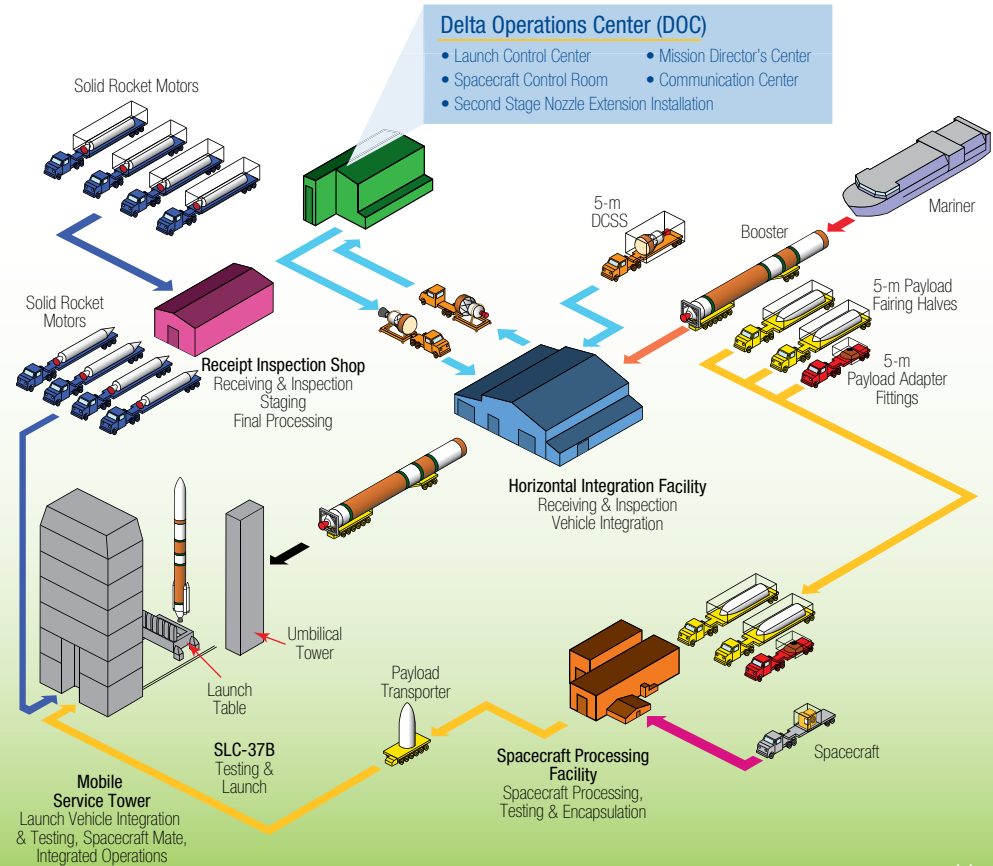 Delta Operations Center (DOC)
• Launch Control Center
• Mission Director's Center
• Spacecraft Control Room
• Communication Center
• Second Stage Nozzle Extension Installation
Solid Rocket Motors
5-m
DCSS
Booster
Mariner
5-m Payload
Fairing Halves
5-m
Payload Adapter
Fittings
Solid Rocket
Motors
Receipt Inspection Shop
Receiving & Inspection
Staging
Final Processing
Horizontal Integration Facility
Receiving & Inspection
Vehicle Integration
Umbilical
Tower
Launch
Table
Payload
Transporter
SLC-37B
Testing &
Launch
Spacecraft
Spacecraft Processing
Facility
Spacecraft Processing,
Testing & Encapsulation
Mobile
Service Tower
Launch Vehicle Integration
& Testing, Spacecraft Mate,
Integrated Operations